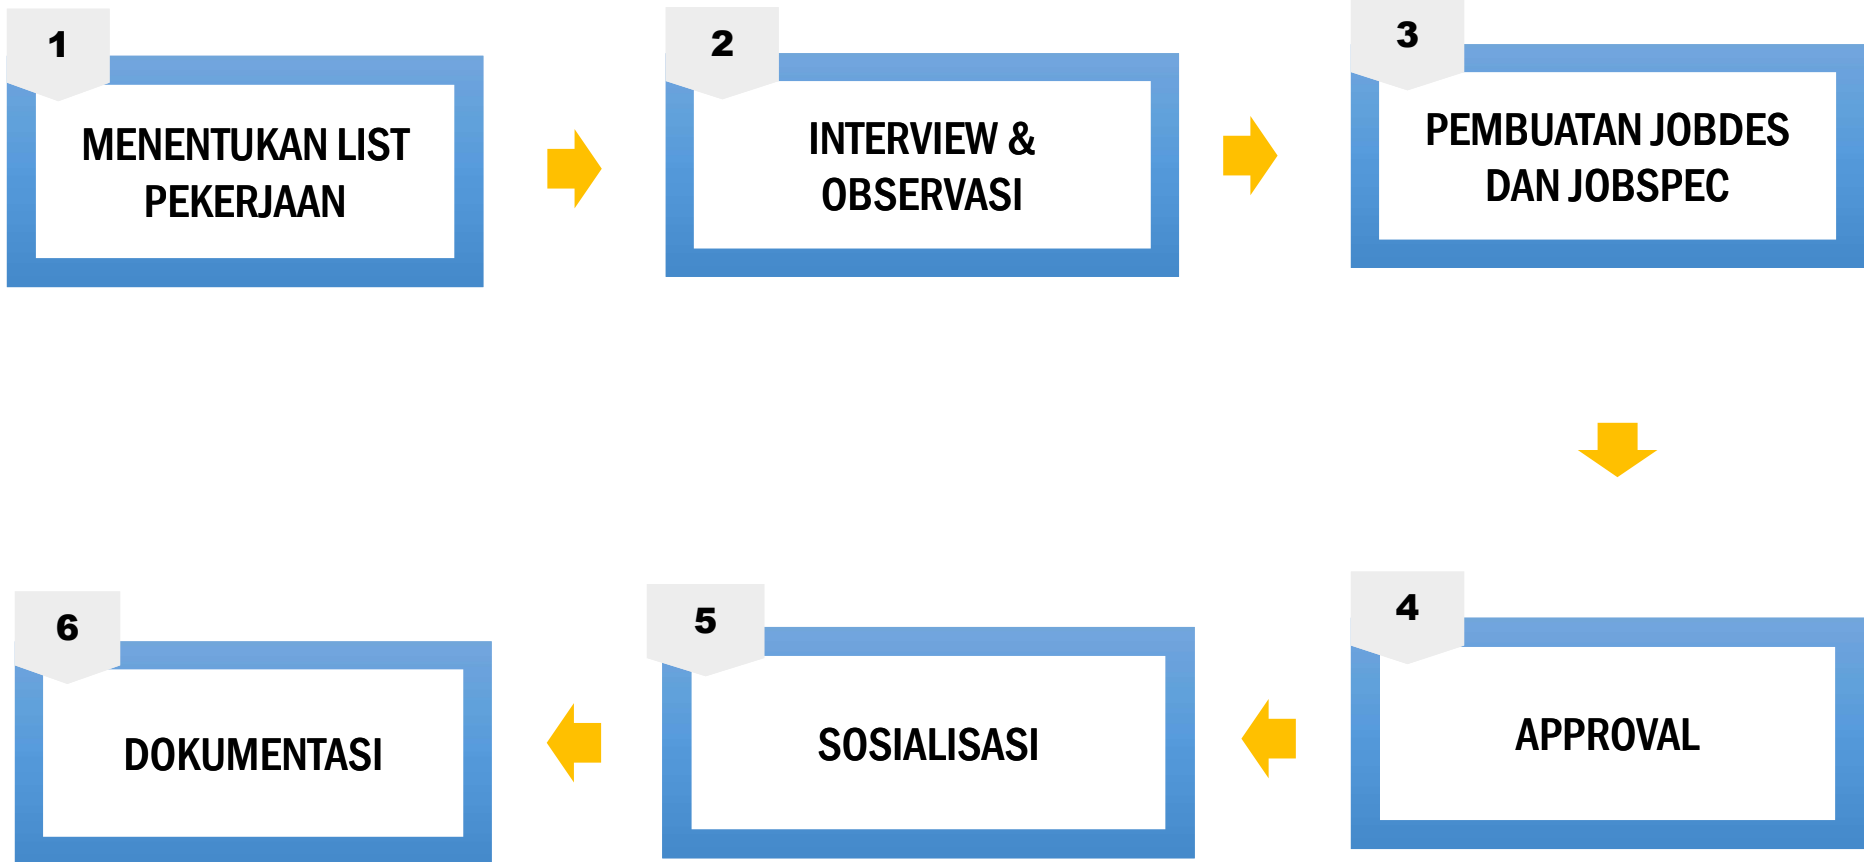 1
MENENTUKAN LIST
PEKERJAAN
2
INTERVIEW &
OBSERVASI
3
PEMBUATAN JOBDES
DAN JOBSPEC
4
APPROVAL
5
SOSIALISASI
6
DOKUMENTASI